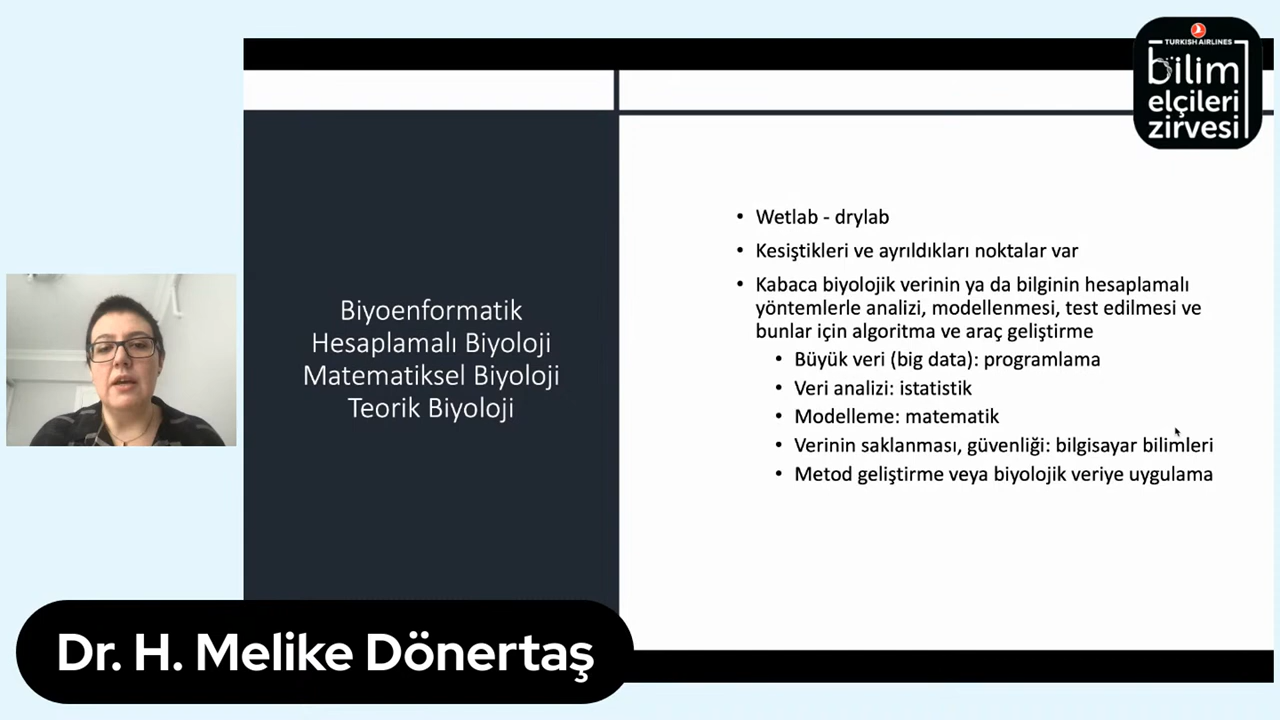 TURKISH AIRLINES
bilim
elçileri
zirvesi
Biyoenformatik
Hesaplamalı Biyoloji
Matematiksel Biyoloji
Teorik Biyoloji
• Wetlab - drylab
• Kesiştikleri ve ayrıldıkları noktalar var
• Kabaca biyolojik verinin ya da bilginin hesaplamalı
yöntemlerle analizi, modellenmesi, test edilmesi ve
bunlar için algoritma ve araç geliştirme
• Büyük veri (big data): programlama
• Veri analizi: istatistik
• Modelleme: matematik
• Verinin saklanması, güvenliği: bilgisayar bilimleri
• Metod geliştirme veya biyolojik veriye uygulama
Dr. H. Melike Dönertaş